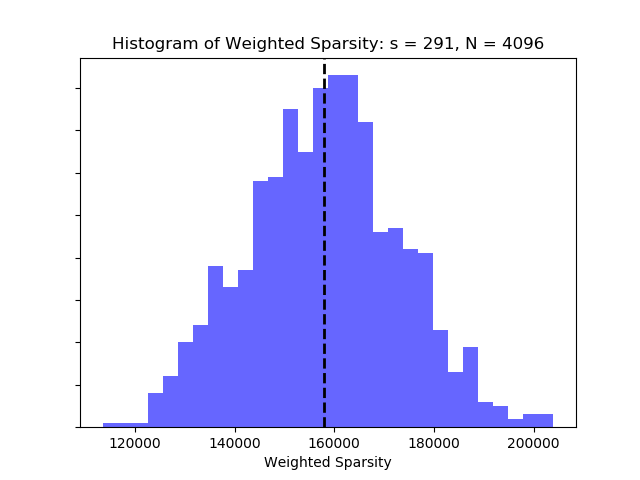 Histogram of Weighted Sparsity: s = 291, N = 4096
120000 140000 160000 180000 200000
Weighted Sparsity